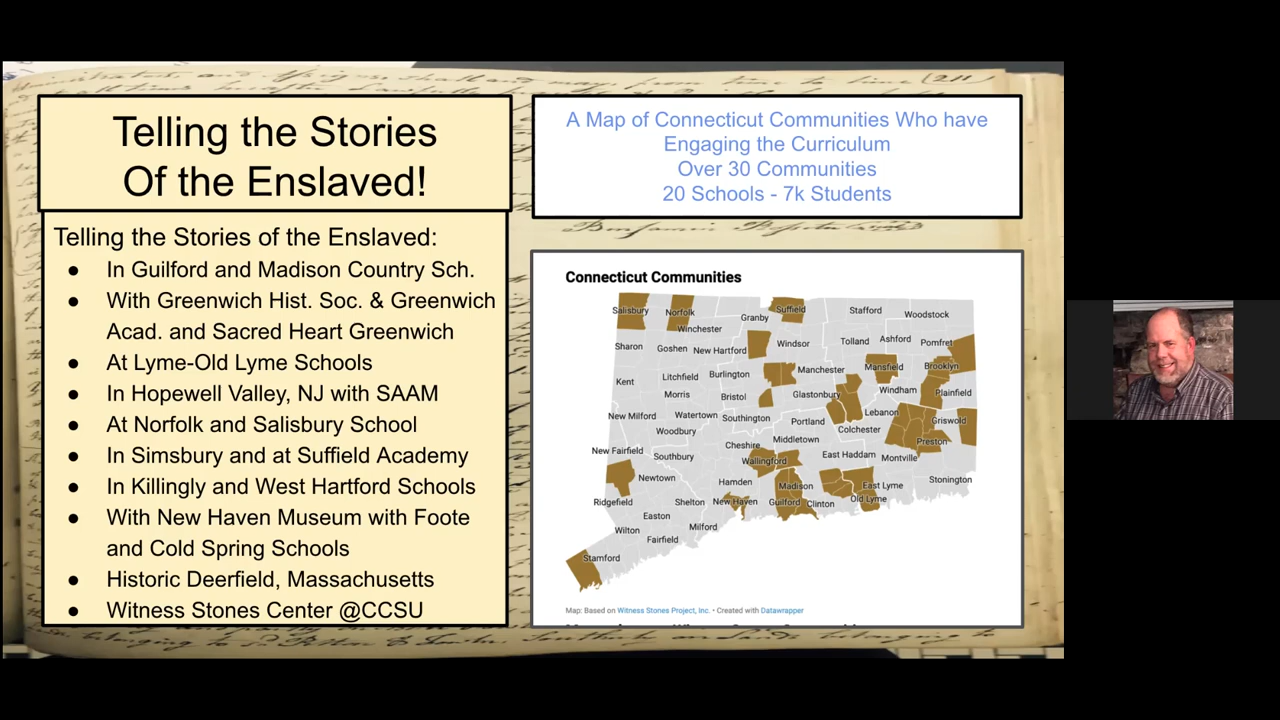 Telling the Stories
Of the Enslaved!
Telling the Stories of the Enslaved:
● In Guilford and Madison Country Sch.
● With Greenwich Hist. Soc. & Greenwich
Acad. and Sacred Heart Greenwich
● At Lyme-Old Lyme Schools
● In Hopewell Valley, NJ with SAAM
● At Norfolk and Salisbury School
● In Simsbury and at Suffield Academy
● In Killingly and West Hartford Schools
● With New Haven Museum with Foote
and Cold Spring Schools
● Historic Deerfield, Massachusetts
● Witness Stones Center @CCSU
A Map of Connecticut Communities Who have
Engaging the Curriculum
Over 30 Communities
20 Schools - 7k Students
Connecticut Communities
Salisbury
Norfolk
Suffield
Stafford
Woodstock
Granby
Winchester
Sharon
Goshen
New Hartford
Windsor
Tolland
Ashford
Pomfret
Kent
Litchfield
Burlington
Manchester
Mansfield
Brooklyn
Morris
Bristol
Glastonbury
Windham
Plainfield
New Milford
Watertown
Southington
Portland
Lebanon
Griswold
Woodbury
Middletown
Colchester
Preston
New Fairfield
Southbury
Cheshire
Wallingford
East Haddam
Montville
Newtown
Hamden
Madison
East Lyme
Stonington
Ridgefield
Shelton
New Haven
Guilford
Clinton
Old Lyme
Easton
Milford
Wilton
Fairfield
Stamford
Map: Based on Witness Stones Project, Inc. • Created with Datawrapper